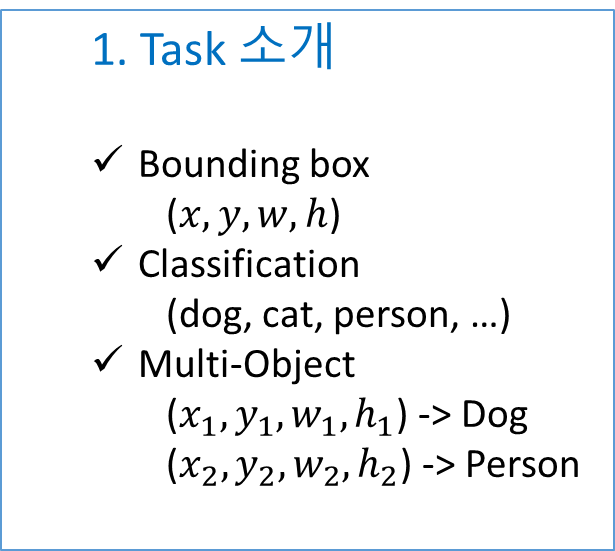 1. Task 소개
✓ Bounding box
(x, y, w, h)
✓ Classification
(dog, cat, person, …)
✓ Multi-Object
(x₁, y₁, w₁, h₁) -> Dog
(x₂, y₂, w₂, h₂) -> Person